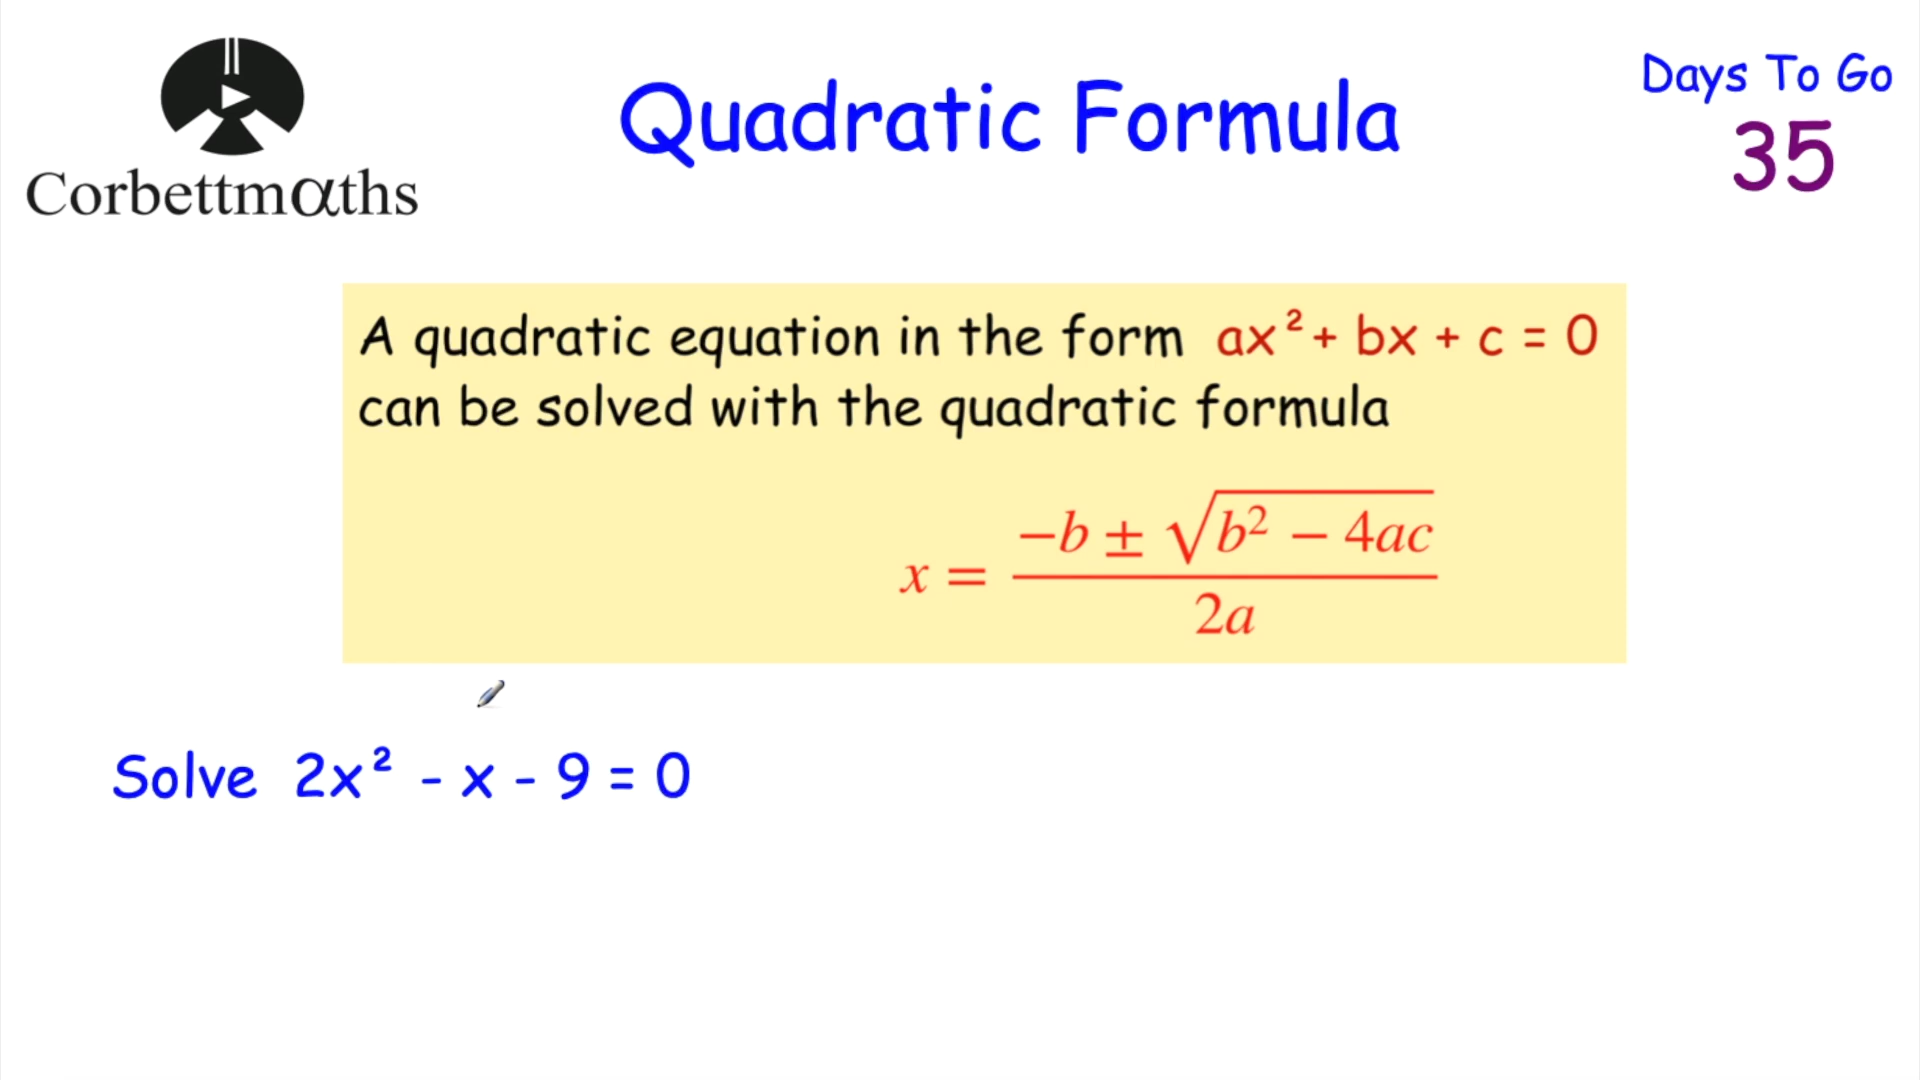 Corbettmαths
Quadratic Formula
Days To Go
35
A quadratic equation in the form ax² + bx + c = 0
can be solved with the quadratic formula
x = (−b ± √(b² − 4ac)) / 2a
Solve 2x² - x - 9 = 0